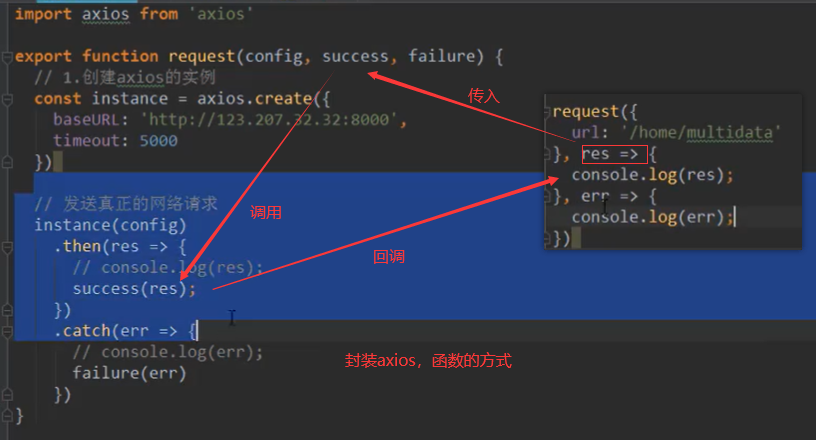 import axios from 'axios'
export function request(config, success, failure) {
// 1.创建axios的实例
const instance = axios.create({
baseURL: 'http://123.207.32.32:8000',
timeout: 5000
})
// 发送真正的网络请求
instance(config)
.then(res => {
// console.log(res);
success(res);
})
.catch(err => {
// console.log(err);
failure(err)
})
}
传入
request({
url: '/home/multidata'
}, res => {
console.log(res);
}, err => {
console.log(err);
})
调用
回调
封装axios，函数的方式